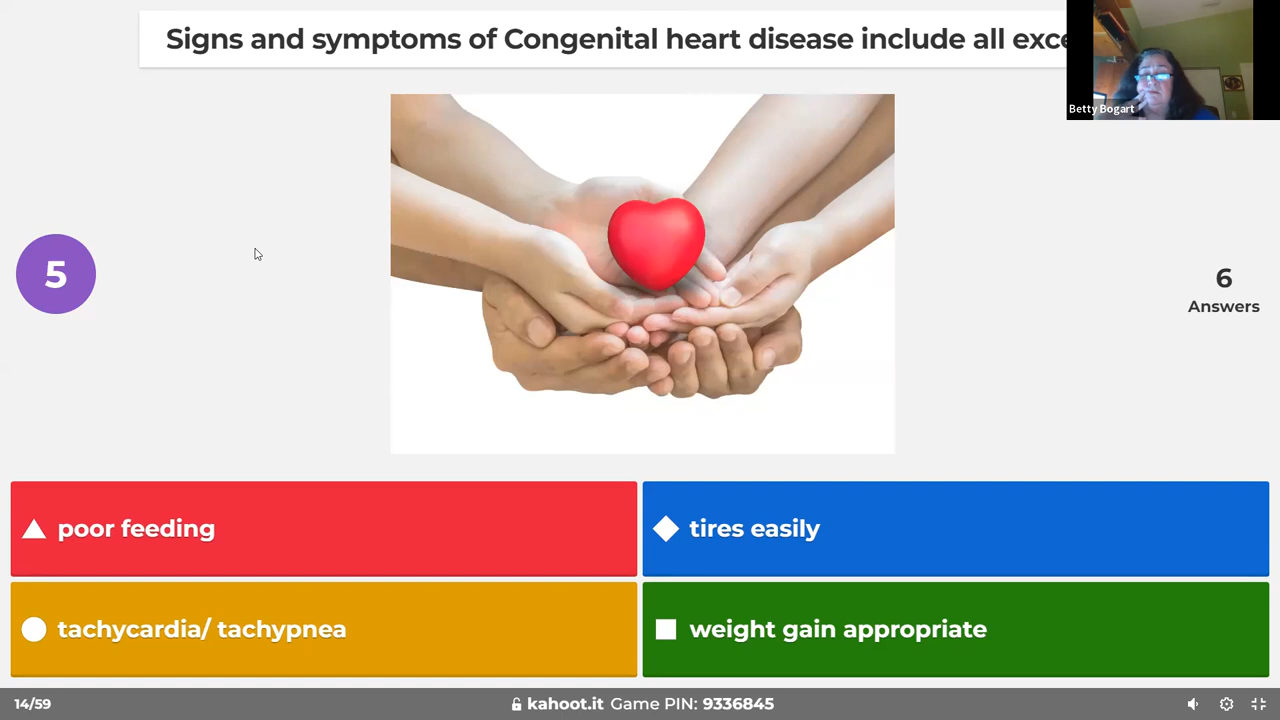 Signs and symptoms of Congenital heart disease include all
Betty Bogart
5
6
Answers
poor feeding
tires easily
tachycardia/ tachypnea
weight gain appropriate
14/59
kahoot.it Game PIN: 9336845